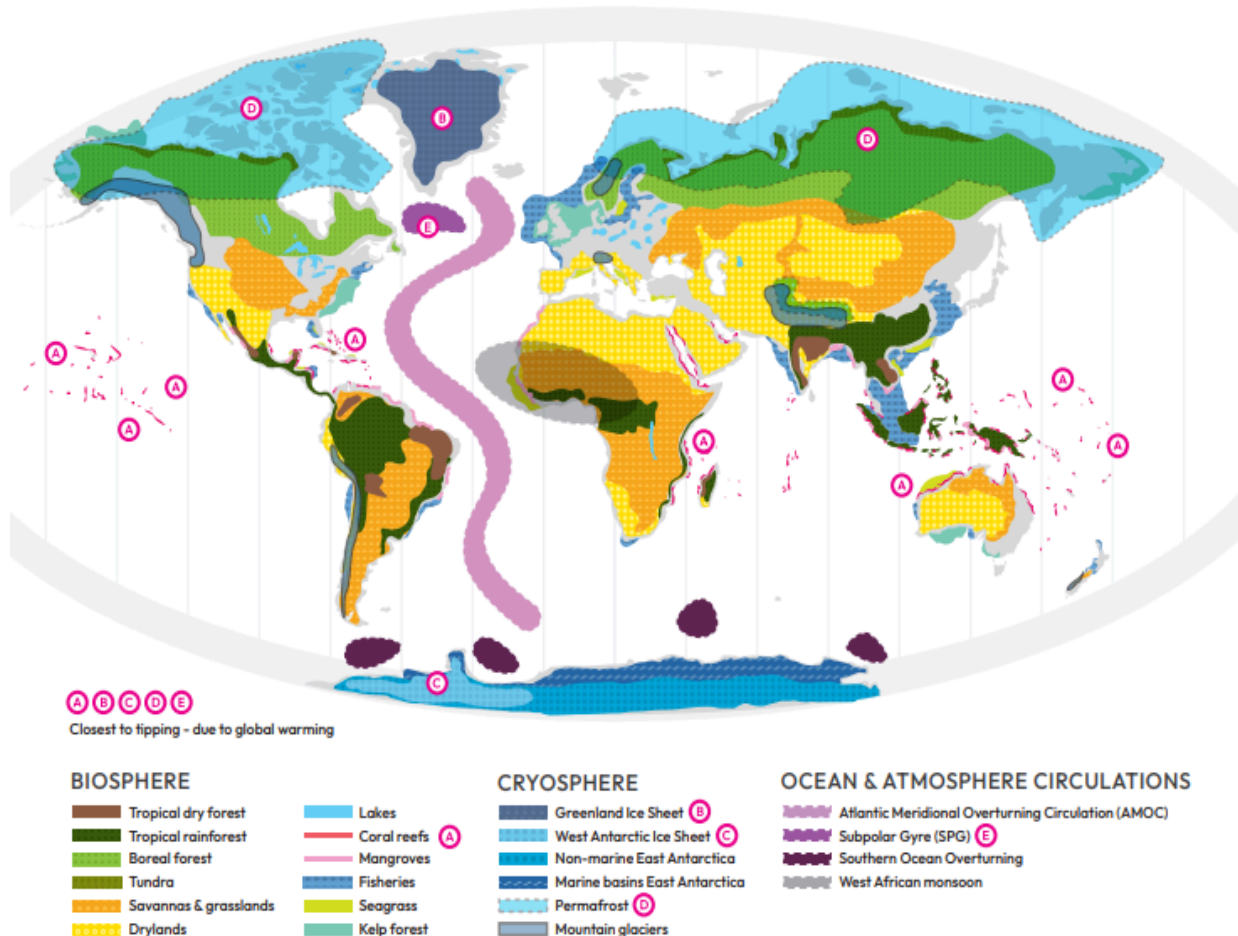 D
B
D
E
A
A
A
A
A
A
A
A
C
A B C D E
Closest to tipping - due to global warming
BIOSPHERE
Tropical dry forest
Tropical rainforest
Boreal forest
Tundra
Savannas & grasslands
Drylands
Lakes
Coral reefs A
Mangroves
Fisheries
Seagrass
Kelp forest
CRYOSPHERE
Greenland Ice Sheet B
West Antarctic Ice Sheet C
Non-marine East Antarctica
Marine basins East Antarctica
Permafrost D
Mountain glaciers
OCEAN & ATMOSPHERE CIRCULATIONS
Atlantic Meridional Overturning Circulation (AMOC)
Subpolar Gyre (SPG) E
Southern Ocean Overturning
West African monsoon